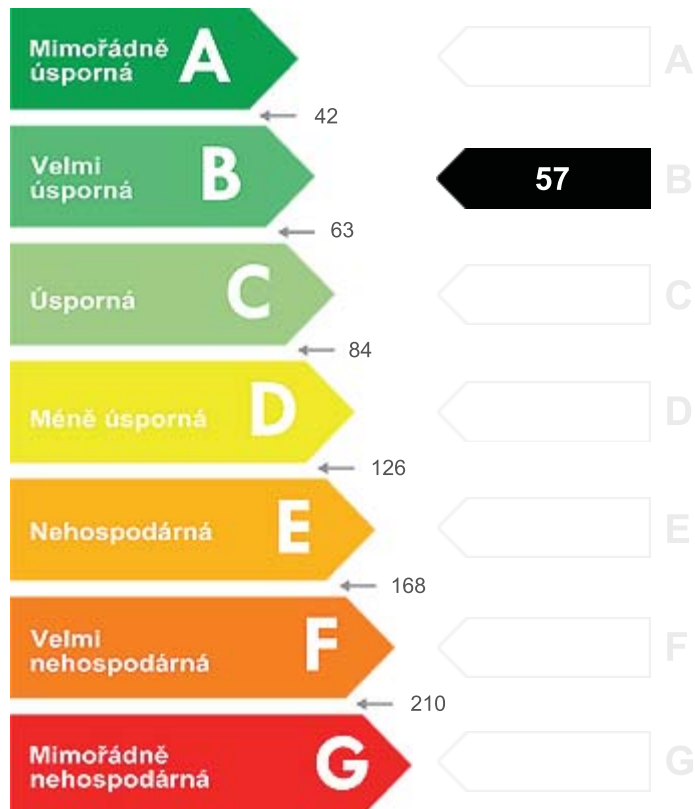 Mimořádně
úsporná
A
A
42
Velmi
úsporná
B
57
B
63
Úsporná
C
C
84
Méně úsporná
D
D
126
Nehospodárná
E
E
168
Velmi
nehospodárná
F
F
210
Mimořádně
nehospodárná
G
G